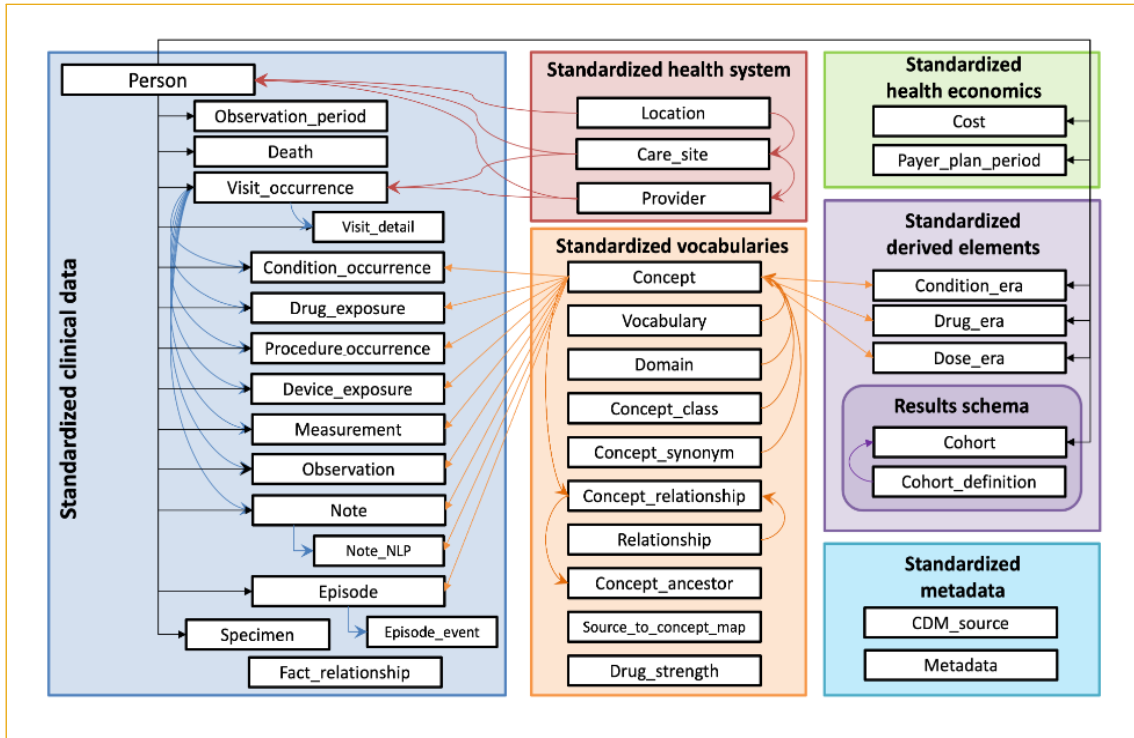 Standardized clinical data
Person
Observation_period
Death
Visit_occurrence
Visit_detail
Condition_occurrence
Drug_exposure
Procedure_occurrence
Device_exposure
Measurement
Observation
Note
Note_NLP
Episode
Episode_event
Specimen
Fact_relationship
Standardized health system
Location
Care_site
Provider
Standardized vocabularies
Concept
Vocabulary
Domain
Concept_class
Concept_synonym
Concept_relationship
Relationship
Concept_ancestor
Source_to_concept_map
Drug_strength
Standardized
health economics
Cost
Payer_plan_period
Standardized
derived elements
Condition_era
Drug_era
Dose_era
Results schema
Cohort
Cohort_definition
Standardized
metadata
CDM_source
Metadata